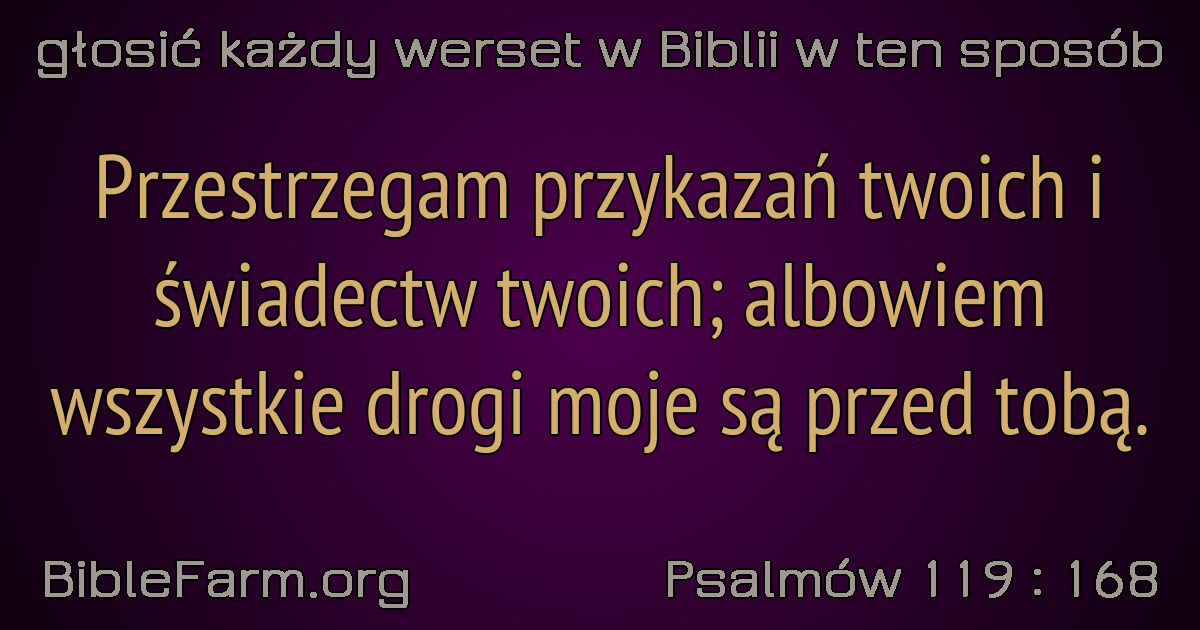 głosić każdy werset w Biblii w ten sposób
Przestrzegam przykazań twoich i
świadectw twoich; albowiem
wszystkie drogi moje są przed tobą.
BibleFarm.org
Psalmów 119 : 168